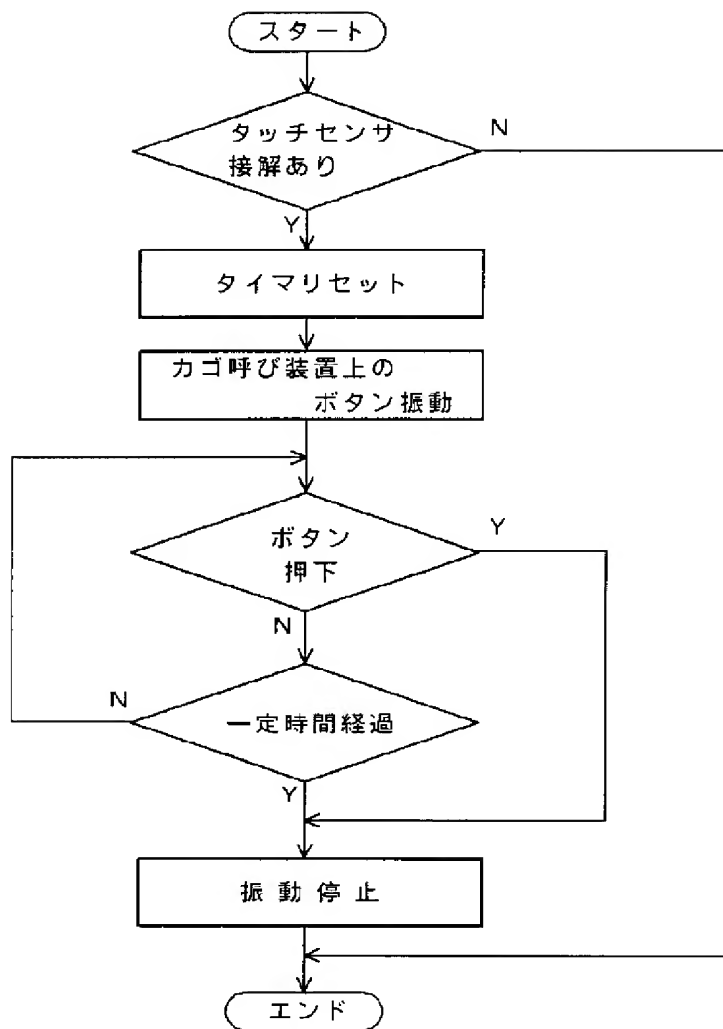 スタート
タッチセンサ
接解あり
N
Y
タイマリセット
カゴ呼び装置上の
ボタン振動
ボタン
押下
Y
N
一定時間経過
N
Y
振動停止
エンド